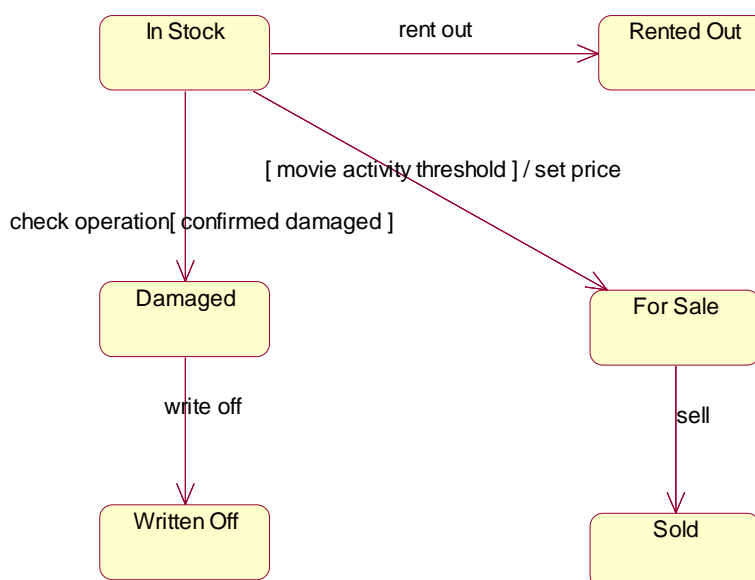 In Stock
rent out
Rented Out
[ movie activity threshold ] / set price
check operation[ confirmed damaged ]
Damaged
For Sale
write off
sell
Written Off
Sold